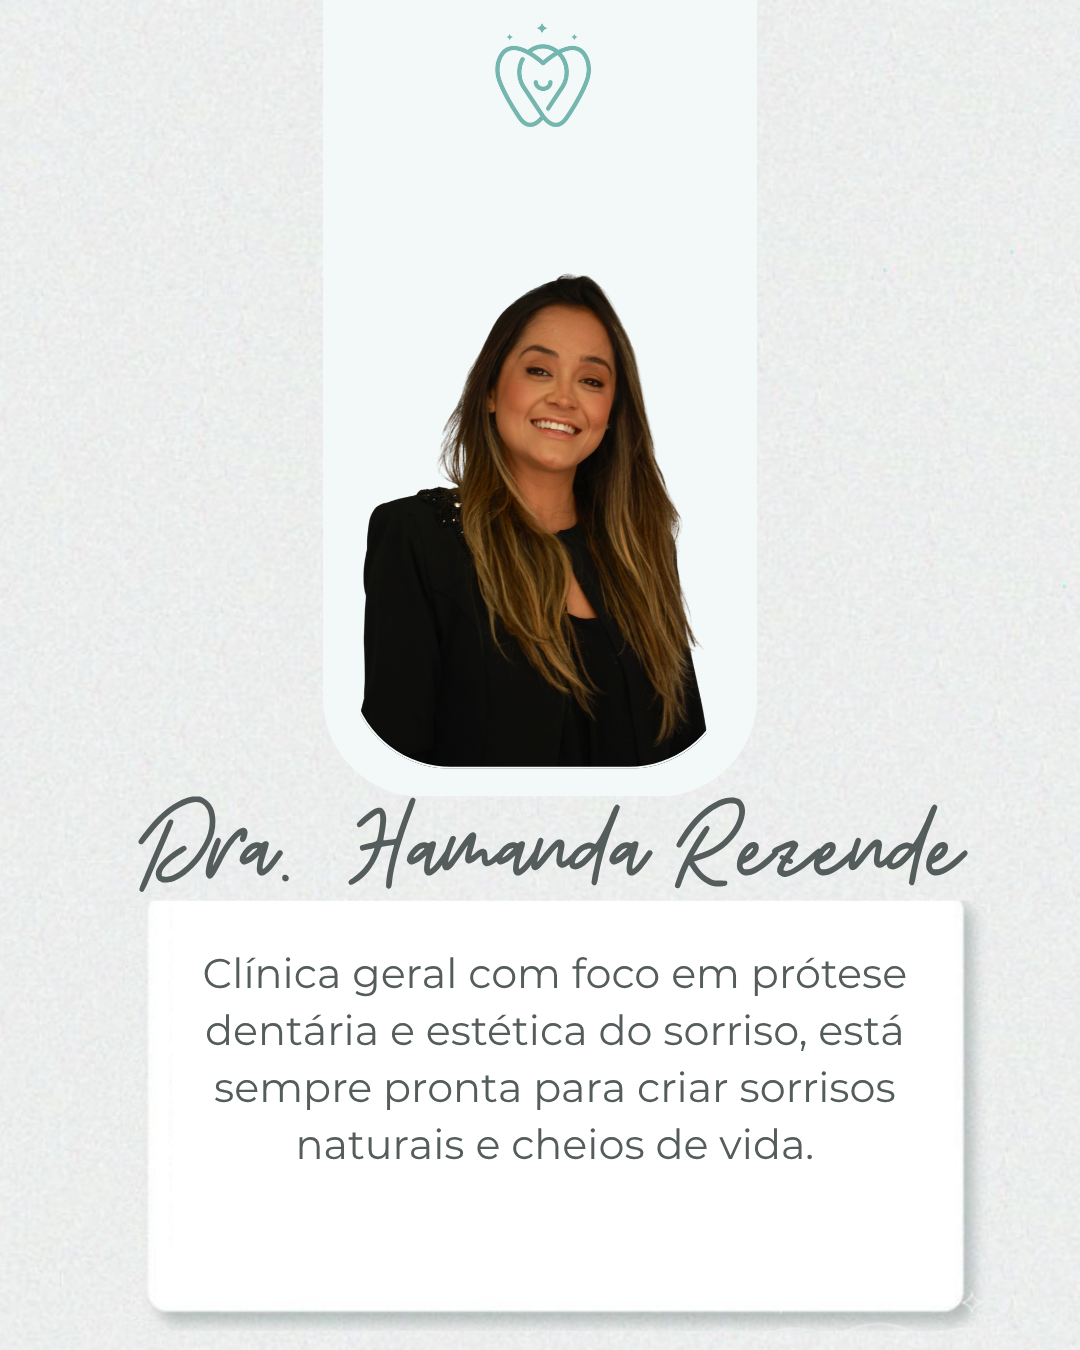 Dra. Hamanda Rezende
Clínica geral com foco em prótese
dentária e estética do sorriso, está
sempre pronta para criar sorrisos
naturais e cheios de vida.